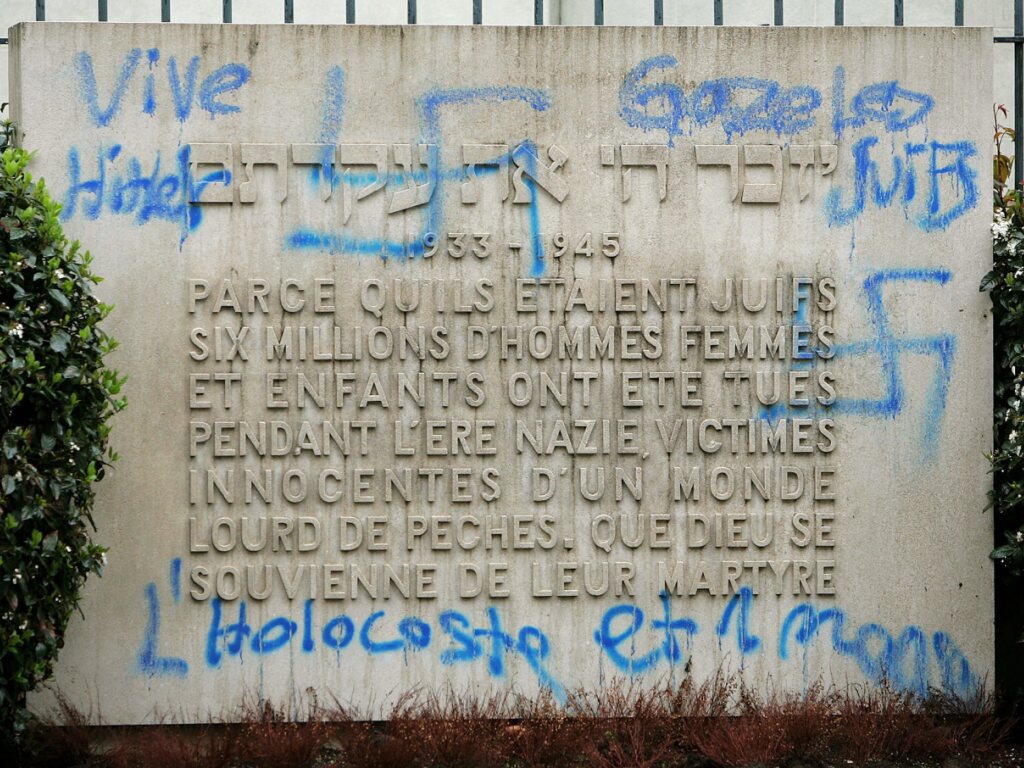 Vive
Hitler
Gaze Les
JuiFs
יזכר ה' את עקדתם
1933 - 1945
PARCE QU'ILS ETAIENT JUIFS
SIX MILLIONS D'HOMMES FEMMES
ET ENFANTS ONT ETE TUES
PENDANT L'ERE NAZIE, VICTIMES
INNOCENTES D'UN MONDE
LOURD DE PECHES. QUE DIEU SE
SOUVIENNE DE LEUR MARTYRE
L'Holocoste et 1